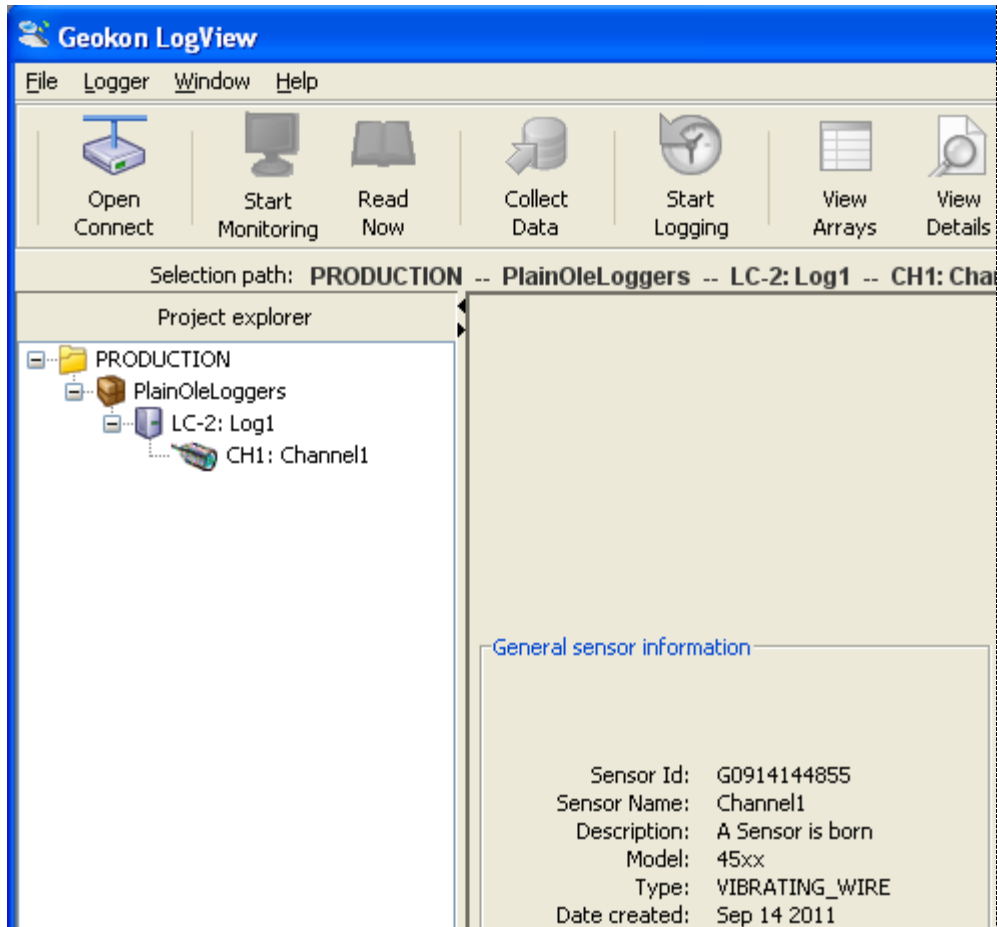 Geokon LogView
File Logger Window Help
Open Connect
Start Monitoring
Read Now
Collect Data
Start Logging
View Arrays
View Details
Selection path: PRODUCTION -- PlainOleLoggers -- LC-2: Log1 -- CH1:
Project explorer
PRODUCTION
PlainOleLoggers
LC-2: Log1
CH1: Channel1
General sensor information
Sensor Id: G0914144855
Sensor Name: Channel1
Description: A Sensor is born
Model: 45xx
Type: VIBRATING_WIRE
Date created: Sep 14 2011